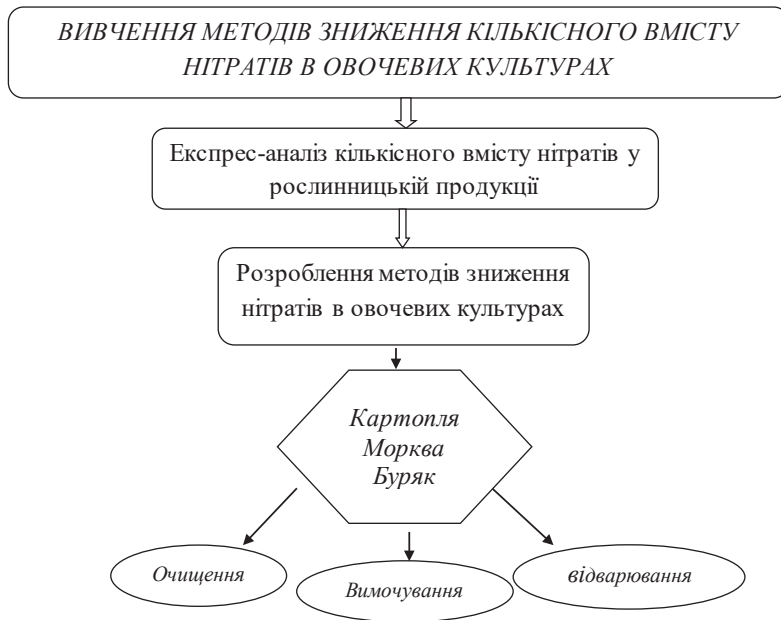 ВИВЧЕННЯ МЕТОДІВ ЗНИЖЕННЯ КІЛЬКІСНОГО ВМІСТУ
НІТРАТІВ В ОВОЧЕВИХ КУЛЬТУРАХ
Експрес-аналіз кількісного вмісту нітратів у
рослинницькій продукції
Розроблення методів зниження
нітратів в овочевих культурах
Картопля
Морква
Буряк
Очищення
Вимочування
відварювання